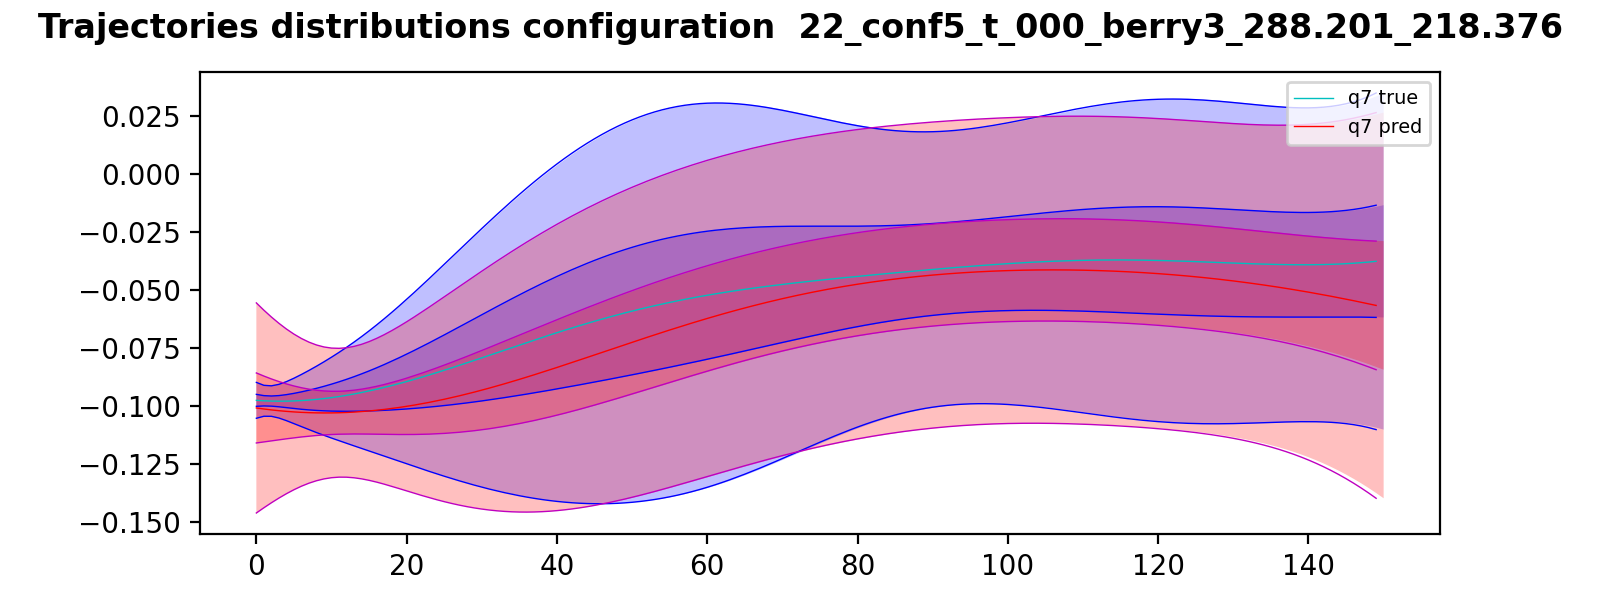 Trajectories distributions configuration  22_conf5_t_000_berry3_288.201_218.376
q7 true
q7 pred
0.025
0.000
−0.025
−0.050
−0.075
−0.100
−0.125
−0.150
0 20 40 60 80 100 120 140